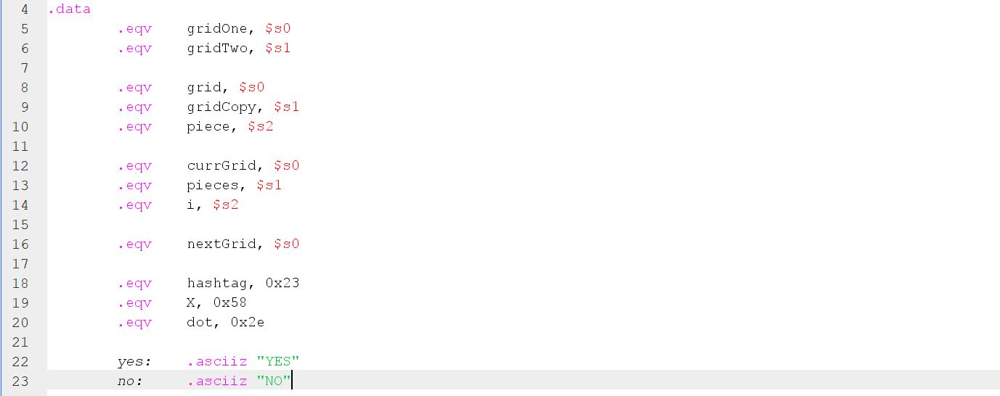 4 .data
5 .eqv gridOne, $s0
6 .eqv gridTwo, $s1
7
8 .eqv grid, $s0
9 .eqv gridCopy, $s1
10 .eqv piece, $s2
11
12 .eqv currGrid, $s0
13 .eqv pieces, $s1
14 .eqv i, $s2
15
16 .eqv nextGrid, $s0
17
18 .eqv hashtag, 0x23
19 .eqv X, 0x58
20 .eqv dot, 0x2e
21
22 yes: .asciiz "YES"
23 no: .asciiz "NO"